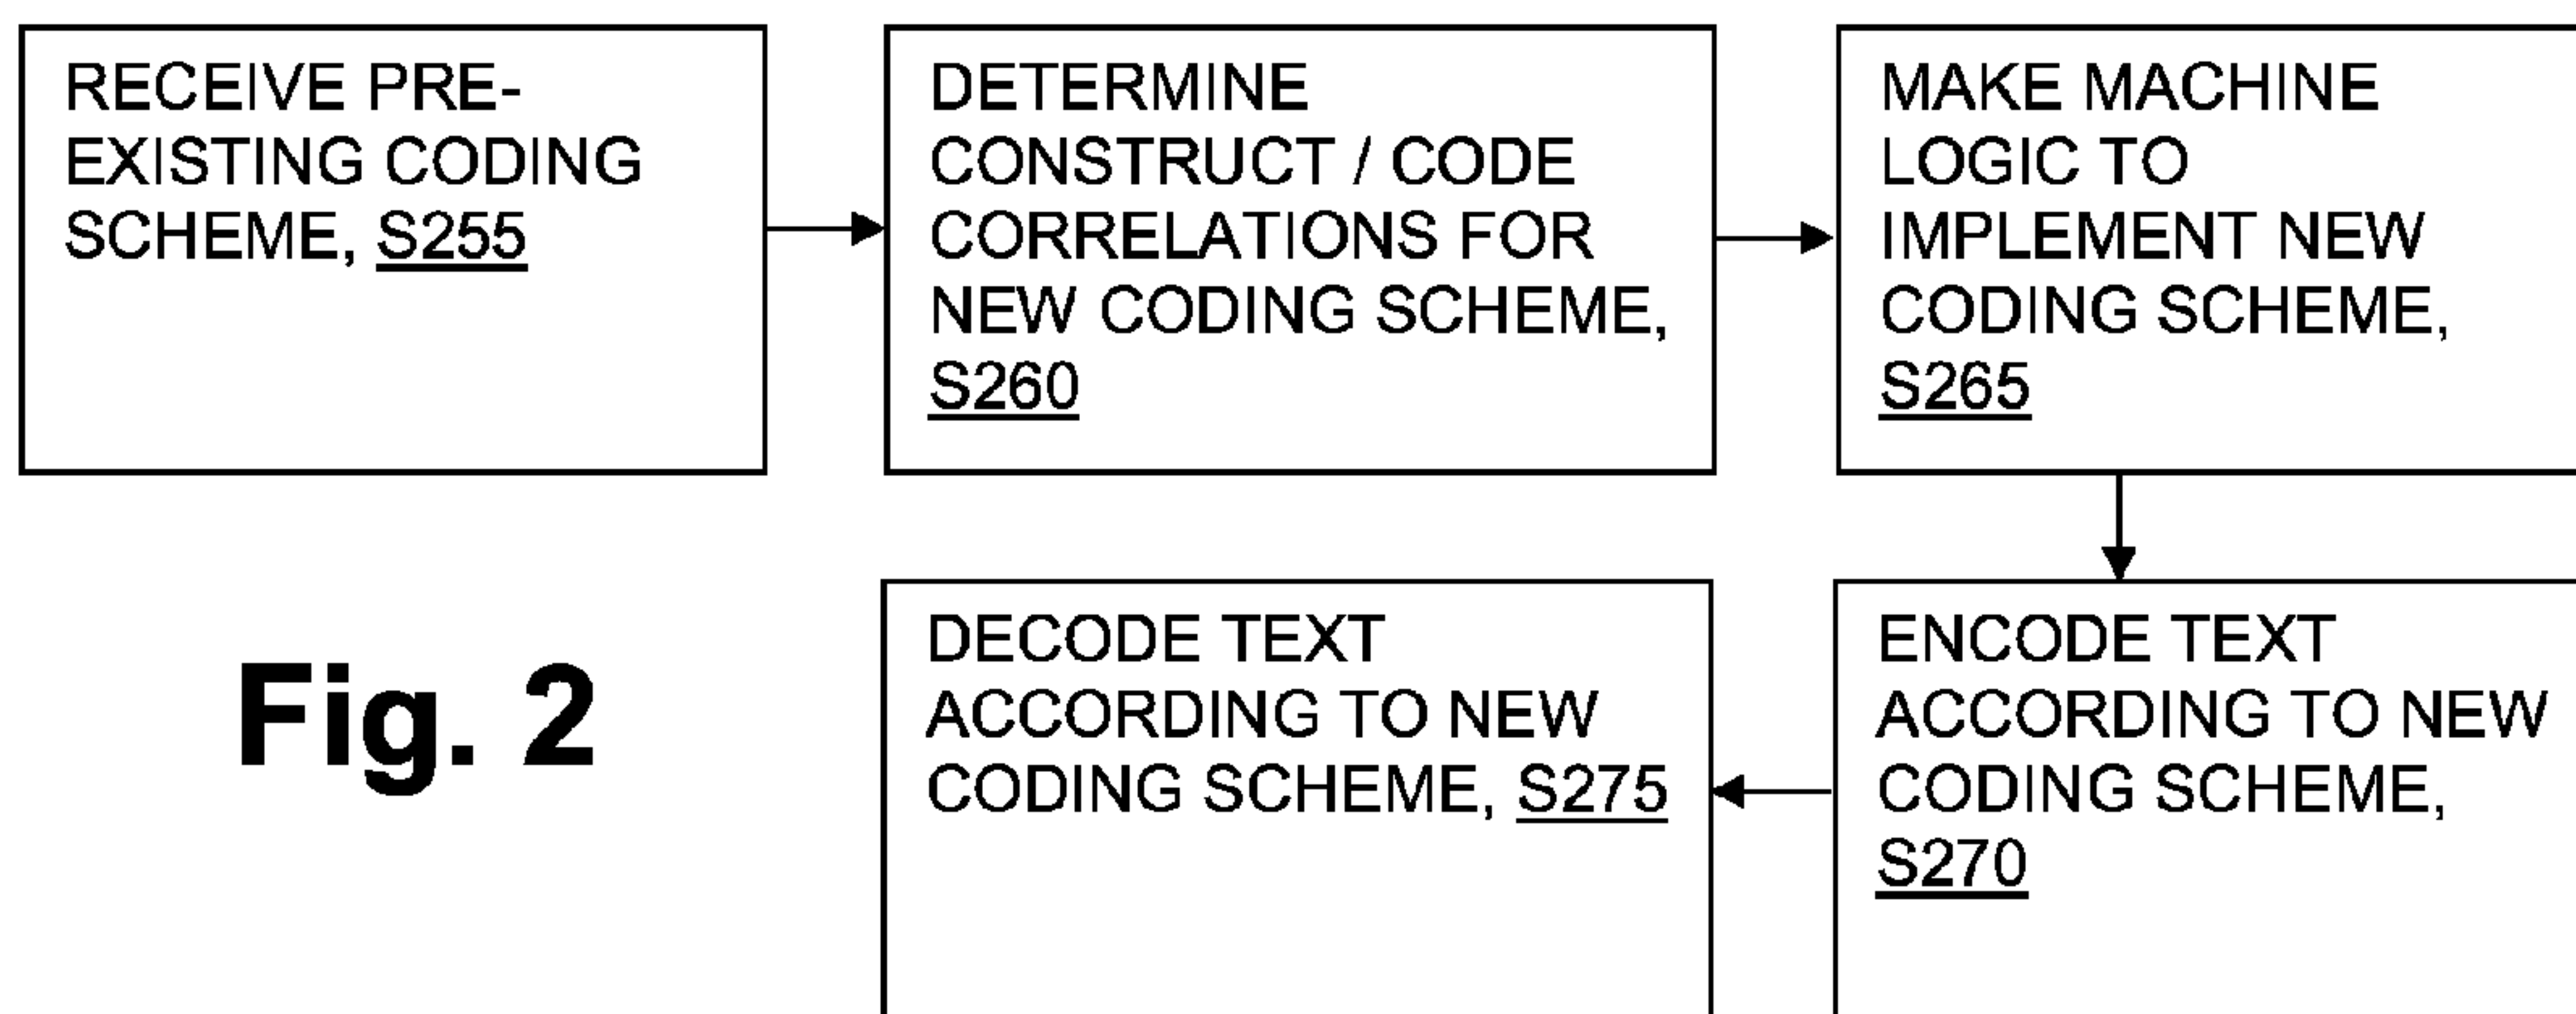 RECEIVE PRE-
EXISTING CODING
SCHEME, S255
DETERMINE
CONSTRUCT / CODE
CORRELATIONS FOR
NEW CODING SCHEME,
S260
MAKE MACHINE
LOGIC TO
IMPLEMENT NEW
CODING SCHEME,
S265
ENCODE TEXT
ACCORDING TO NEW
CODING SCHEME,
S270
DECODE TEXT
ACCORDING TO NEW
CODING SCHEME, S275
Fig. 2